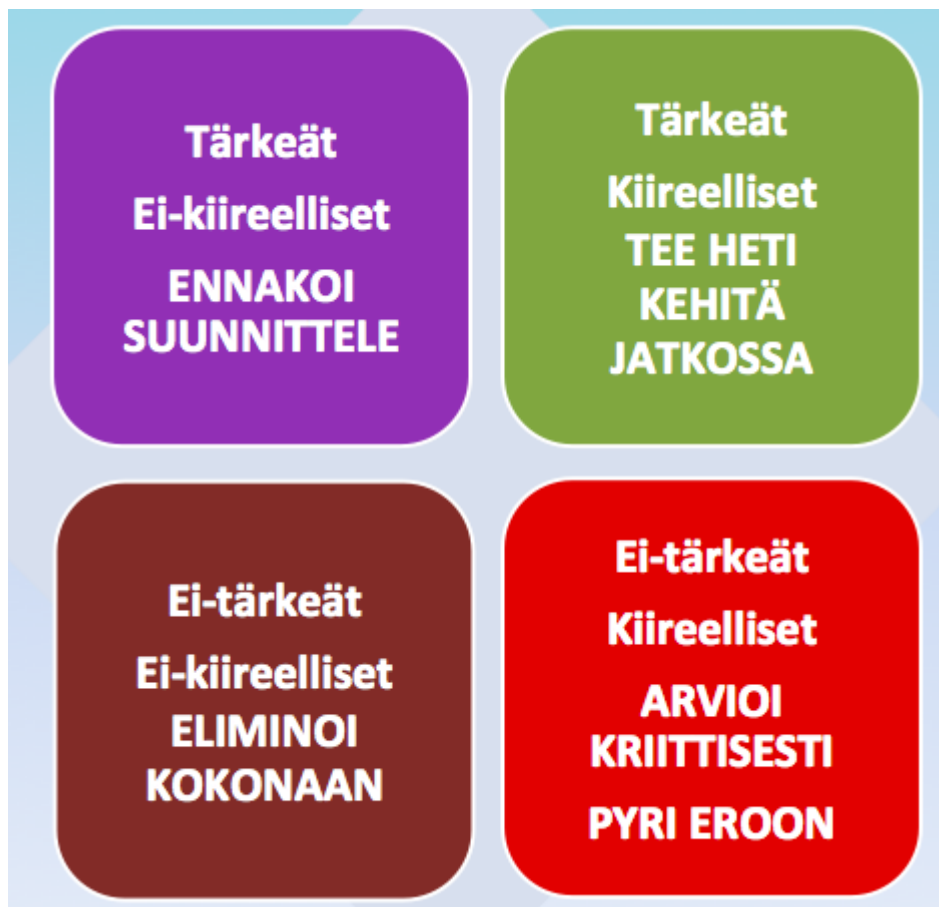 Tärkeät
Ei-kiireelliset
ENNAKOI
SUUNNITTELE
Tärkeät
Kiireelliset
TEE HETI
KEHITÄ
JATKOSSA
Ei-tärkeät
Ei-kiireelliset
ELIMINOI
KOKONAAN
Ei-tärkeät
Kiireelliset
ARVIOI
KRIITTISESTI
PYRI EROON